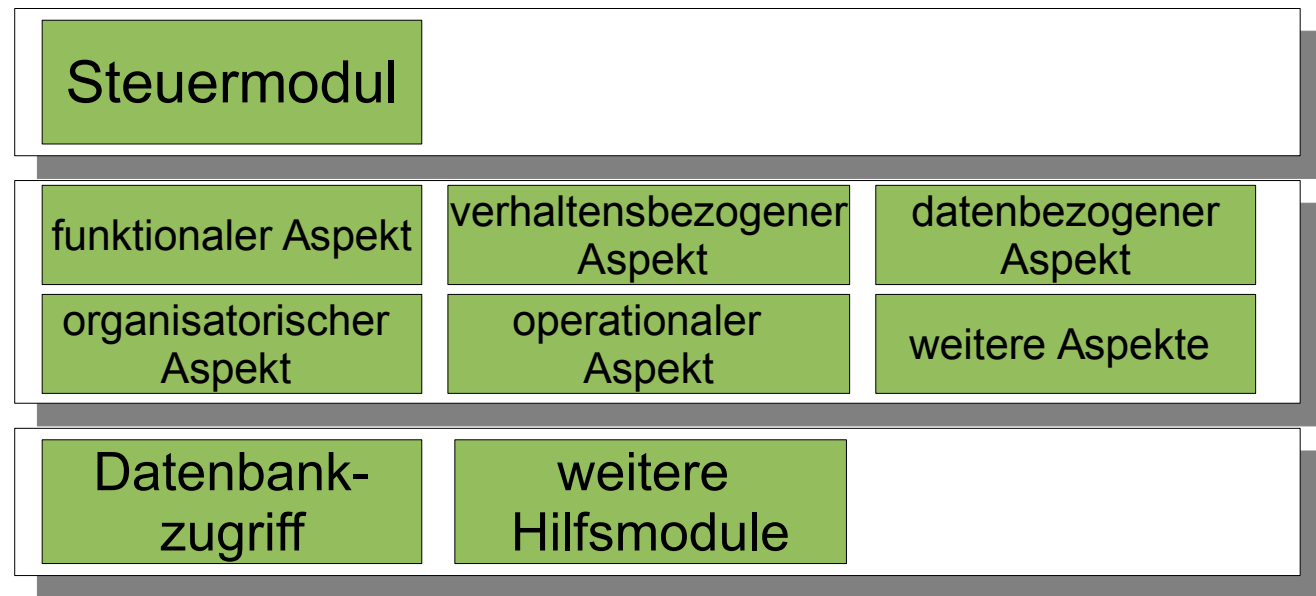 Steuermodul
funktionaler Aspekt
verhaltensbezogener
Aspekt
datenbezogener
Aspekt
organisatorischer
Aspekt
operationaler
Aspekt
weitere Aspekte
Datenbank-
zugriff
weitere
Hilfsmodule